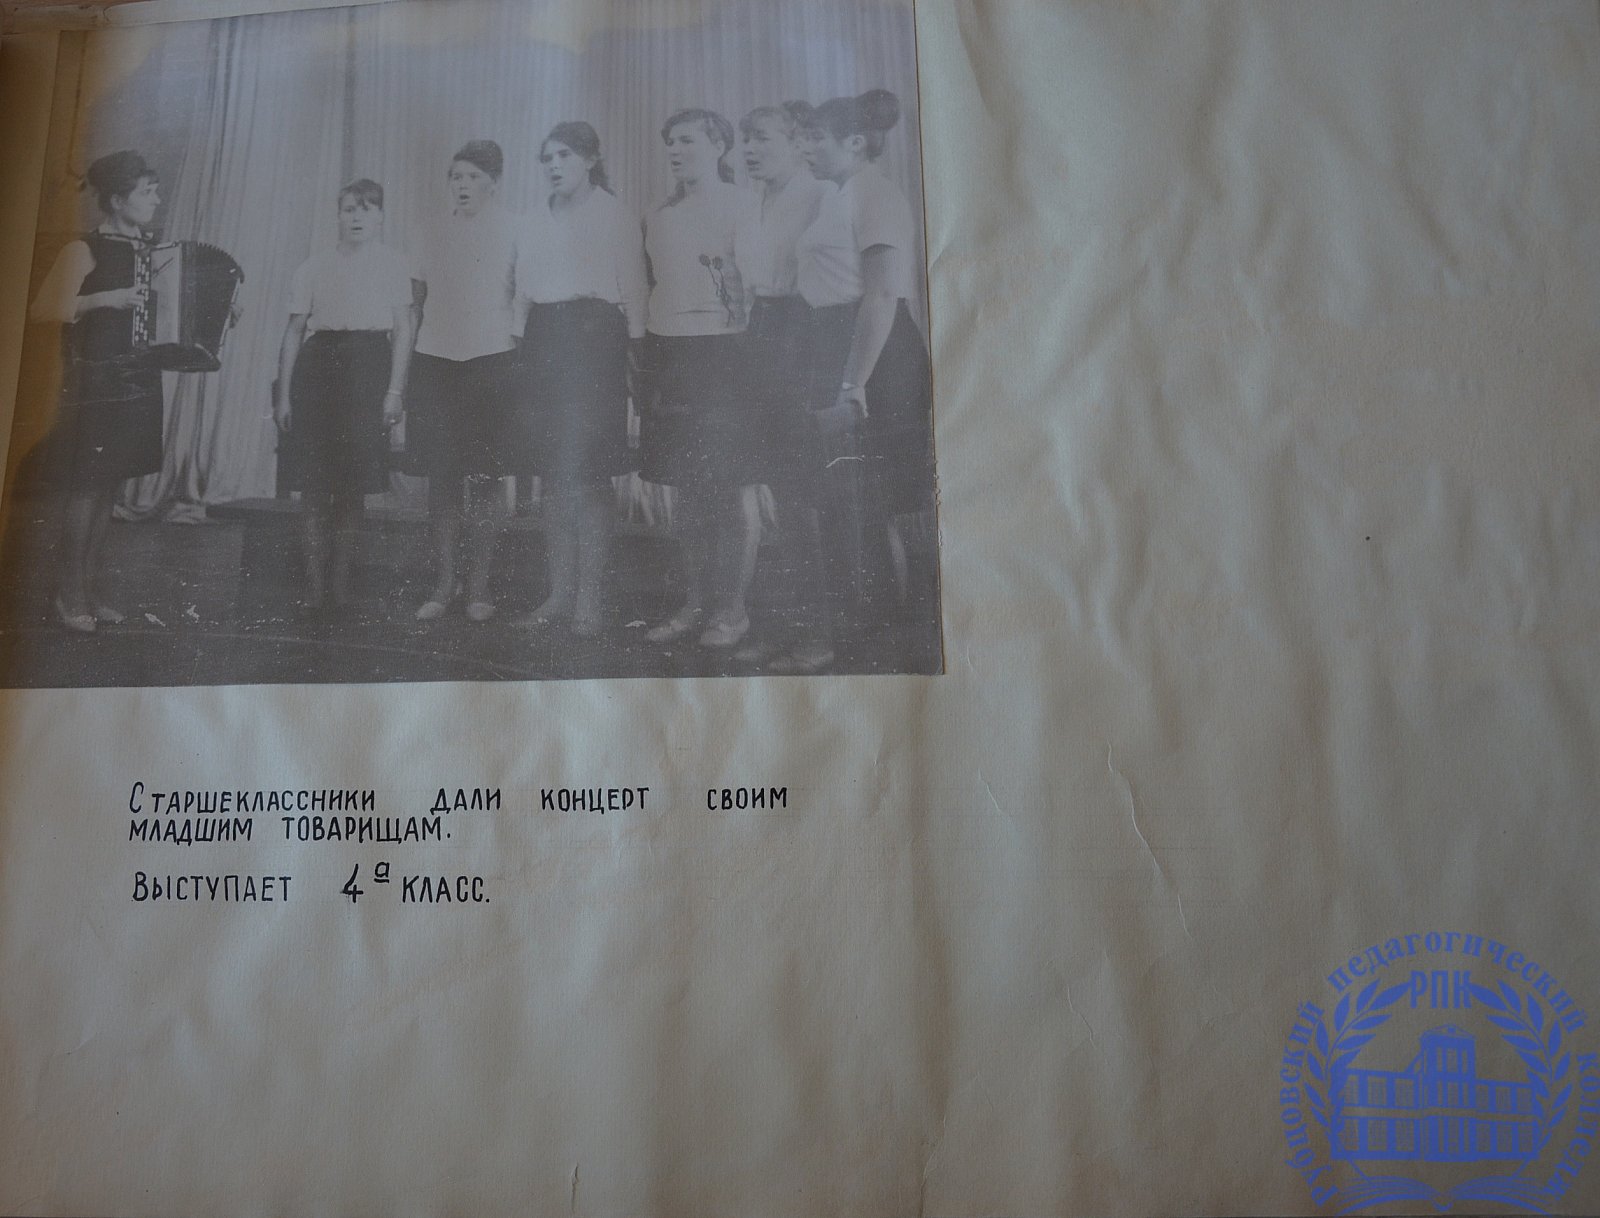 Старшеклассники дали концерт своим
младшим товарищам.
Выступает 4а класс.
Рубцовский педагогический колледж
РПК